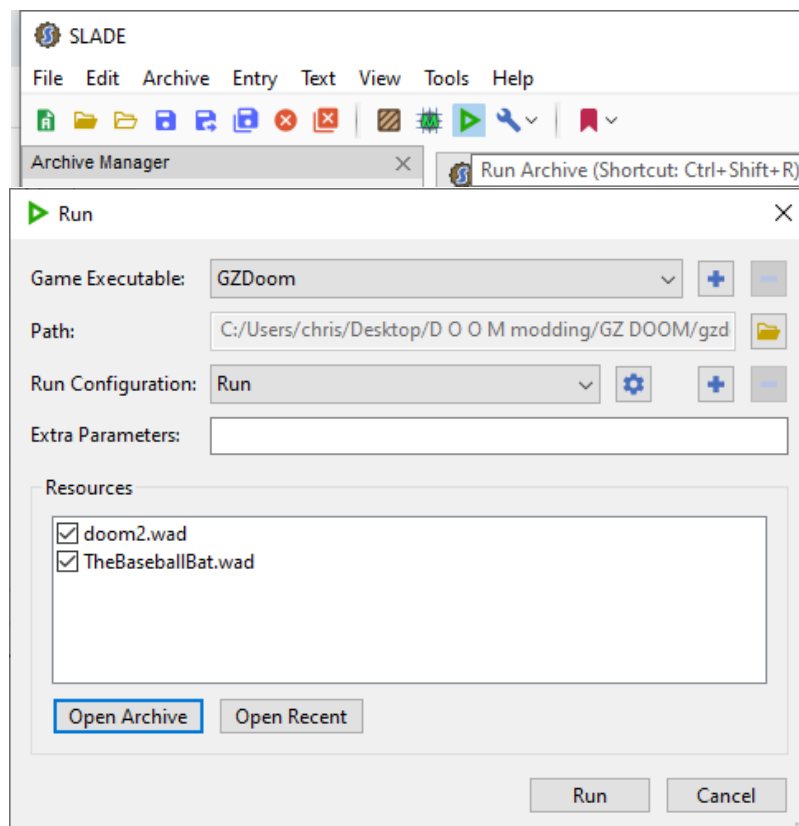 SLADE
File Edit Archive Entry Text View Tools Help
Archive Manager
Run Archive (Shortcut: Ctrl+Shift+R)
Run
Game Executable: GZDoom
Path: C:/Users/chris/Desktop/D O O M modding/GZ DOOM/gzd
Run Configuration: Run
Extra Parameters:
Resources
doom2.wad
TheBaseballBat.wad
Open Archive Open Recent
Run Cancel